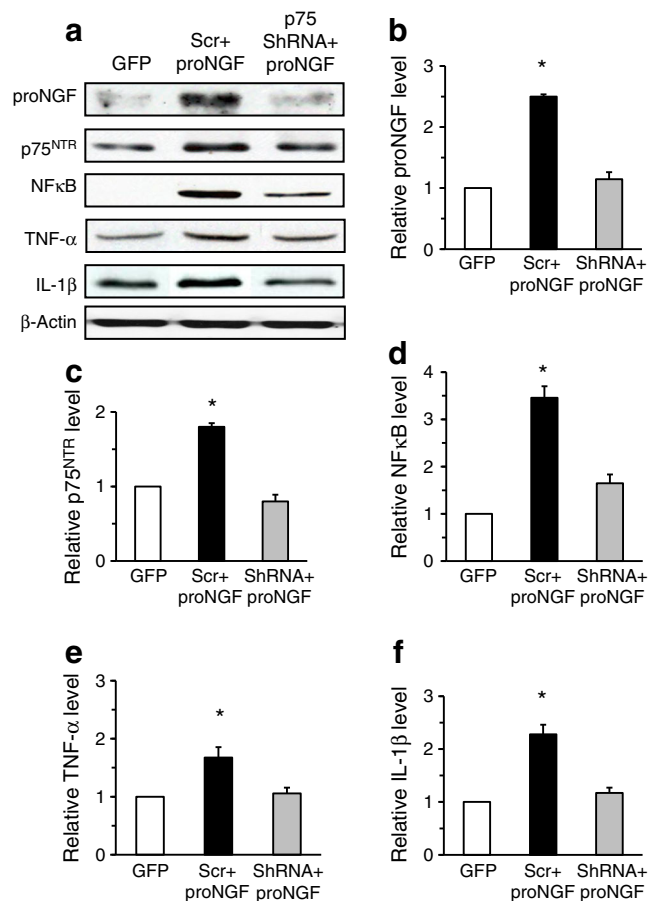 a
GFP
Scr+
proNGF
p75
ShRNA+
proNGF
proNGF
p75NTR
NFκB
TNF-α
IL-1β
β-Actin
b
Relative proNGF level
3
2
1
0
*
GFP
Scr+
proNGF
ShRNA+
proNGF
c
Relative p75NTR level
2
1
0
*
GFP
Scr+
proNGF
ShRNA+
proNGF
d
Relative NFκB level
4
3
2
1
0
*
GFP
Scr+
proNGF
ShRNA+
proNGF
e
Relative TNF-α level
3
2
1
0
*
GFP
Scr+
proNGF
ShRNA+
proNGF
f
Relative IL-1β level
3
2
1
0
*
GFP
Scr+
proNGF
ShRNA+
proNGF